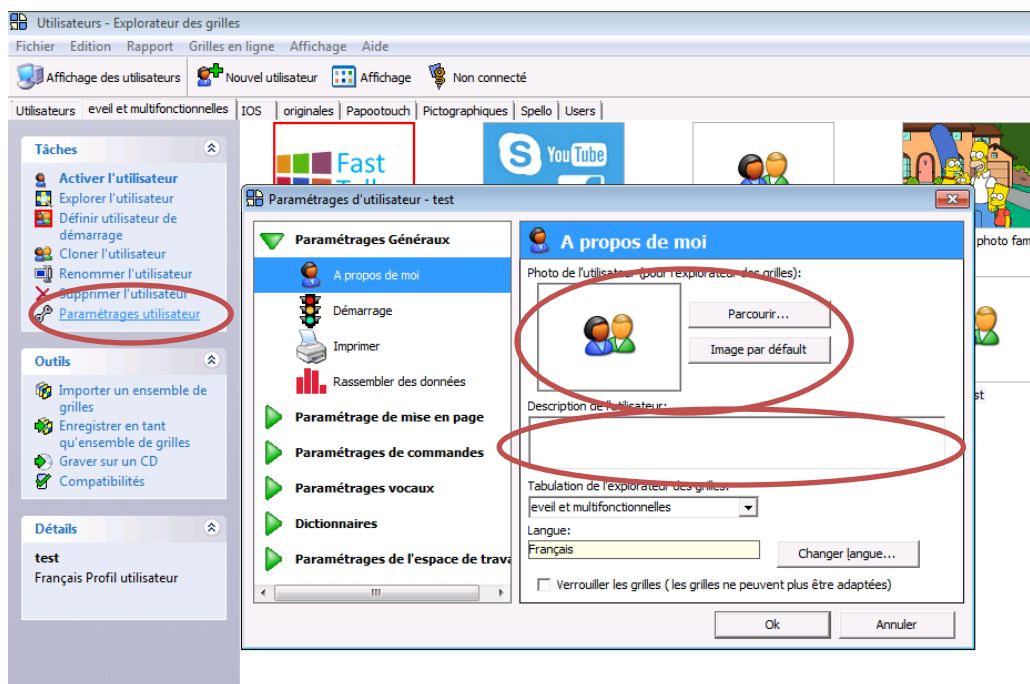 Utilisateurs - Explorateur des grilles
Fichier Edition Rapport Grilles en ligne Affichage Aide
Affichage des utilisateurs Nouvel utilisateur Affichage Non connecté
Utilisateurs eveil et multifonctionnelles IOS originales Papootouch Pictographiques Spello Users
Tâches
Activer l'utilisateur
Explorer l'utilisateur
Définir utilisateur de
démarrage
Cloner l'utilisateur
Renommer l'utilisateur
Supprimer l'utilisateur
Paramétrages utilisateur
Outils
Importer un ensemble de
grilles
Enregistrer en tant
qu'ensemble de grilles
Graver sur un CD
Compatibilités
Détails
test
Français Profil utilisateur
Fast
S YouTube
photo fam
st
Paramétrages d'utilisateur - test
Paramétrages Généraux
A propos de moi
Démarrage
Imprimer
Rassembler des données
Paramétrage de mise en page
Paramétrages de commandes
Paramétrages vocaux
Dictionnaires
Paramétrages de l'espace de trava
A propos de moi
Photo de l'utilisateur (pour l'explorateur des grilles):
Parcourir...
Image par défault
Description de l'utilisateur:
Tabulation de l'explorateur des grilles:
eveil et multifonctionnelles
Langue:
Français
Changer langue...
Verrouiller les grilles ( les grilles ne peuvent plus être adaptées)
Ok Annuler